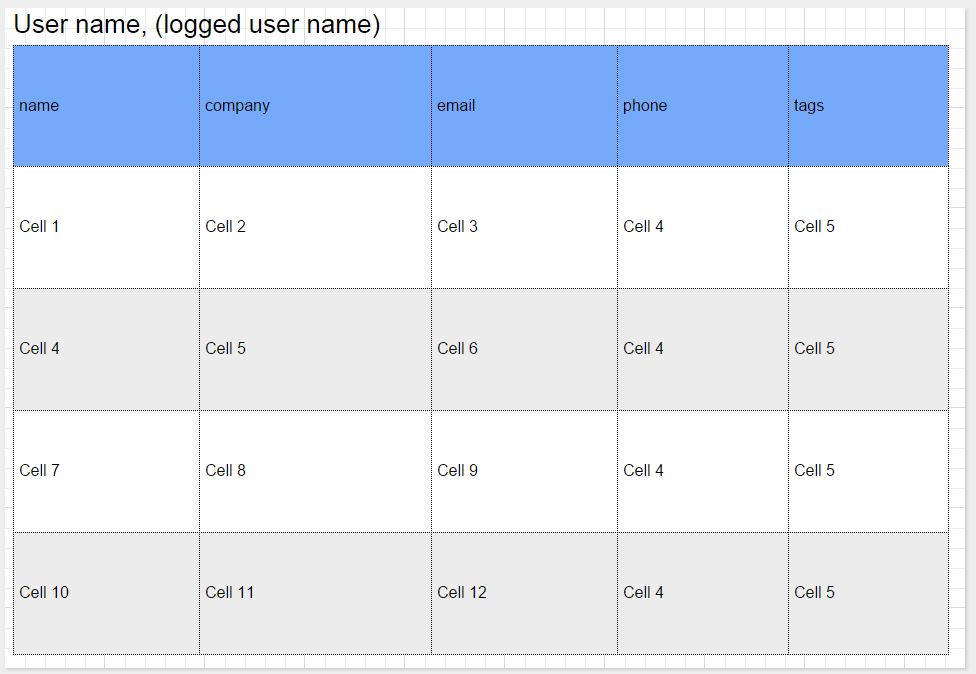 User name, (logged user name)
name company email phone tags
Cell 1 Cell 2 Cell 3 Cell 4 Cell 5
Cell 4 Cell 5 Cell 6 Cell 4 Cell 5
Cell 7 Cell 8 Cell 9 Cell 4 Cell 5
Cell 10 Cell 11 Cell 12 Cell 4 Cell 5